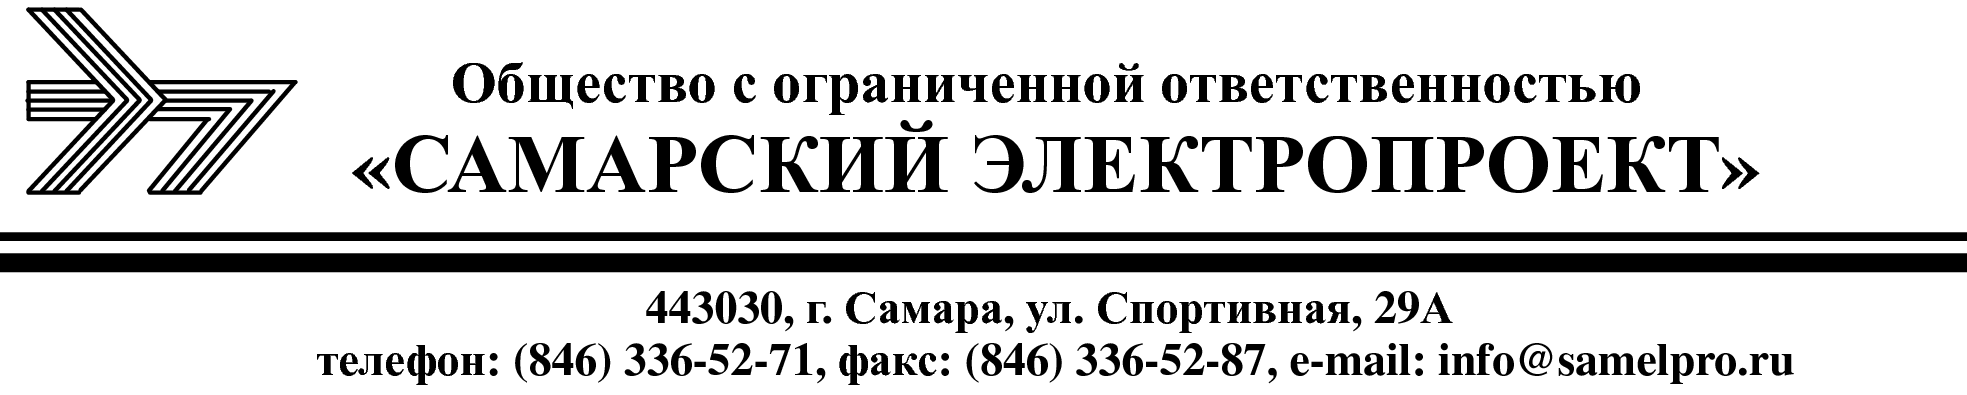 Общество с ограниченной ответственностью
«САМАРСКИЙ ЭЛЕКТРОПРОЕКТ»
443030, г. Самара, ул. Спортивная, 29А
телефон: (846) 336-52-71, факс: (846) 336-52-87, e-mail: info@samelpro.ru